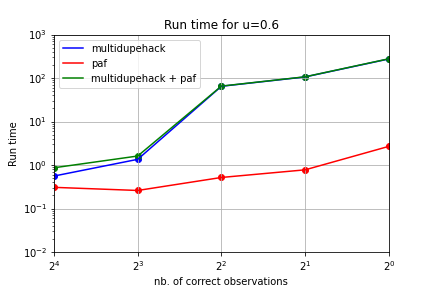 Run time for u=0.6
multidupehack
paf
multidupehack + paf
Run time
10³
10²
10¹
10⁰
10⁻¹
10⁻²
2⁴
2³
2²
2¹
2⁰
nb. of correct observations